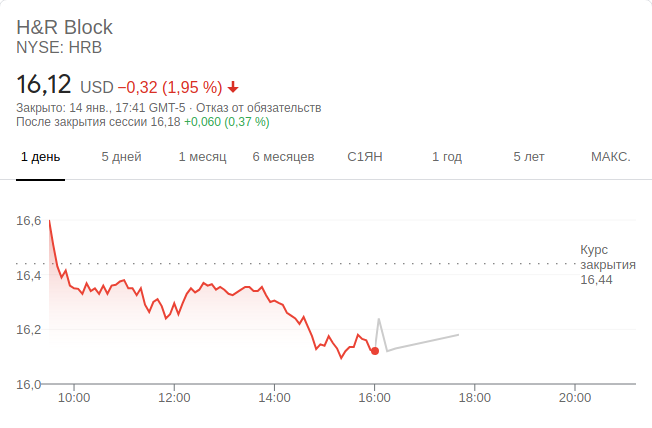 H&R Block
NYSE: HRB
16,12 USD −0,32 (1,95 %)
Закрыто: 14 янв., 17:41 GMT-5 · Отказ от обязательств
После закрытия сессии 16,18 +0,060 (0,37 %)
1 день 5 дней 1 месяц 6 месяцев С1ЯН 1 год 5 лет МАКС.
16,6
Курс
закрытия
16,4
16,44
16,2
16,0
10:00 12:00 14:00 16:00 18:00 20:00